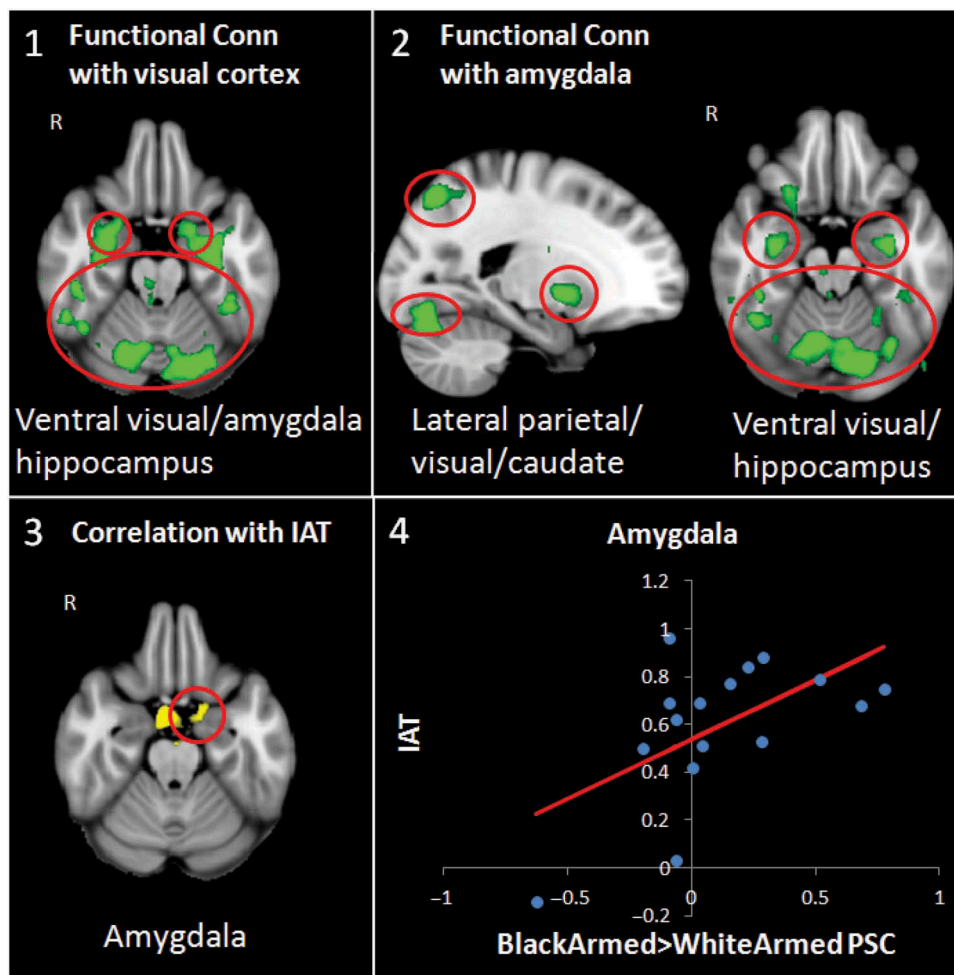 1 Functional Conn
with visual cortex
R
Ventral visual/amygdala
hippocampus
2 Functional Conn
with amygdala
R
Lateral parietal/
visual/caudate
Ventral visual/
hippocampus
3 Correlation with IAT
R
Amygdala
4 Amygdala
1.2
1
0.8
0.6
0.4
0.2
0
−0.2
IAT
−1 −0.5 0 0.5 1
BlackArmed>WhiteArmed PSC